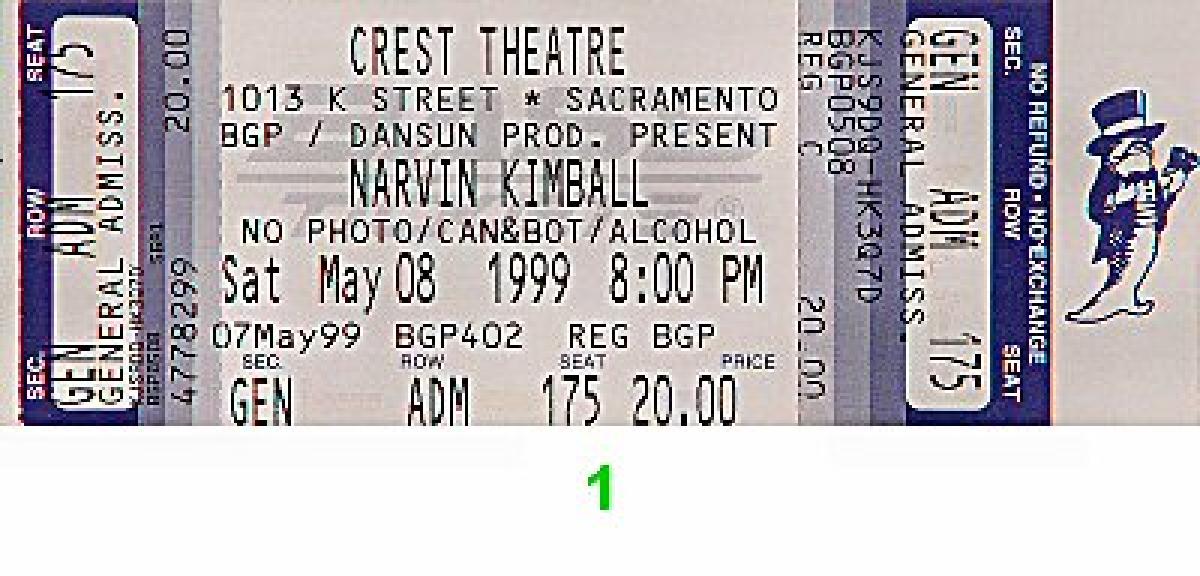 CREST THEATRE
1013 K STREET * SACRAMENTO
BGP / DANSUN PROD. PRESENT
NARVIN KIMBALL
NO PHOTO/CAN&BOT/ALCOHOL
Sat May 08 1999 8:00 PM
07May99 BGP402 REG BGP
SEC. ROW SEAT PRICE
GEN ADM 175 20.00
SEC. ROW SEAT
GEN ADM 175
GENERAL ADMISS.
4778299 20.00
REG C 20.00
BGP0508
KJS9DQ-HK3Q7D
GENERAL ADMISS.
GEN ADM 175
SEC. ROW SEAT
NO REFUND • NO EXCHANGE
1